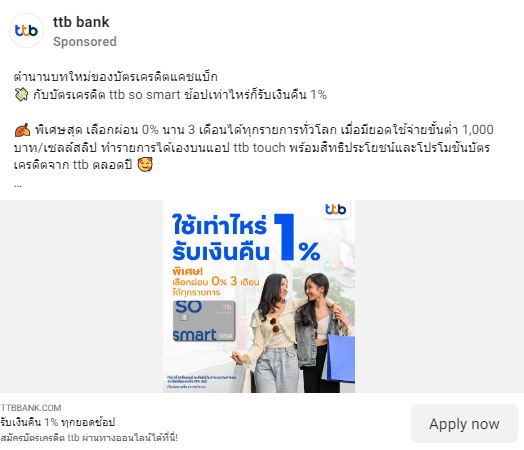 ttb bank
Sponsored
ตำนานบทใหม่ของบัตรเครดิตแคชแบ็ก
💸 กับบัตรเครดิต ttb so smart ช้อปเท่าไหร่ก็รับเงินคืน 1%
🍂 พิเศษสุด เลือกผ่อน 0% นาน 3 เดือนได้ทุกรายการทั่วโลก เมื่อมียอดใช้จ่ายขั้นต่ำ 1,000
บาท/เซลล์สลิป ทำรายการได้เองบนแอป ttb touch พร้อมสิทธิประโยชน์และโปรโมชันบัตร
เครดิตจาก ttb ตลอดปี 🥰
...
ttb
ใช้เท่าไหร่
รับเงินคืน 1%
พิเศษ!
เลือกผ่อน 0% 3 เดือน
ได้ทุกรายการ
so
smart
VISA
TTBBANK.COM
รับเงินคืน 1% ทุกยอดช้อป
สมัครบัตรเครดิต ttb ผ่านทางออนไลน์ได้ที่นี่!
Apply now